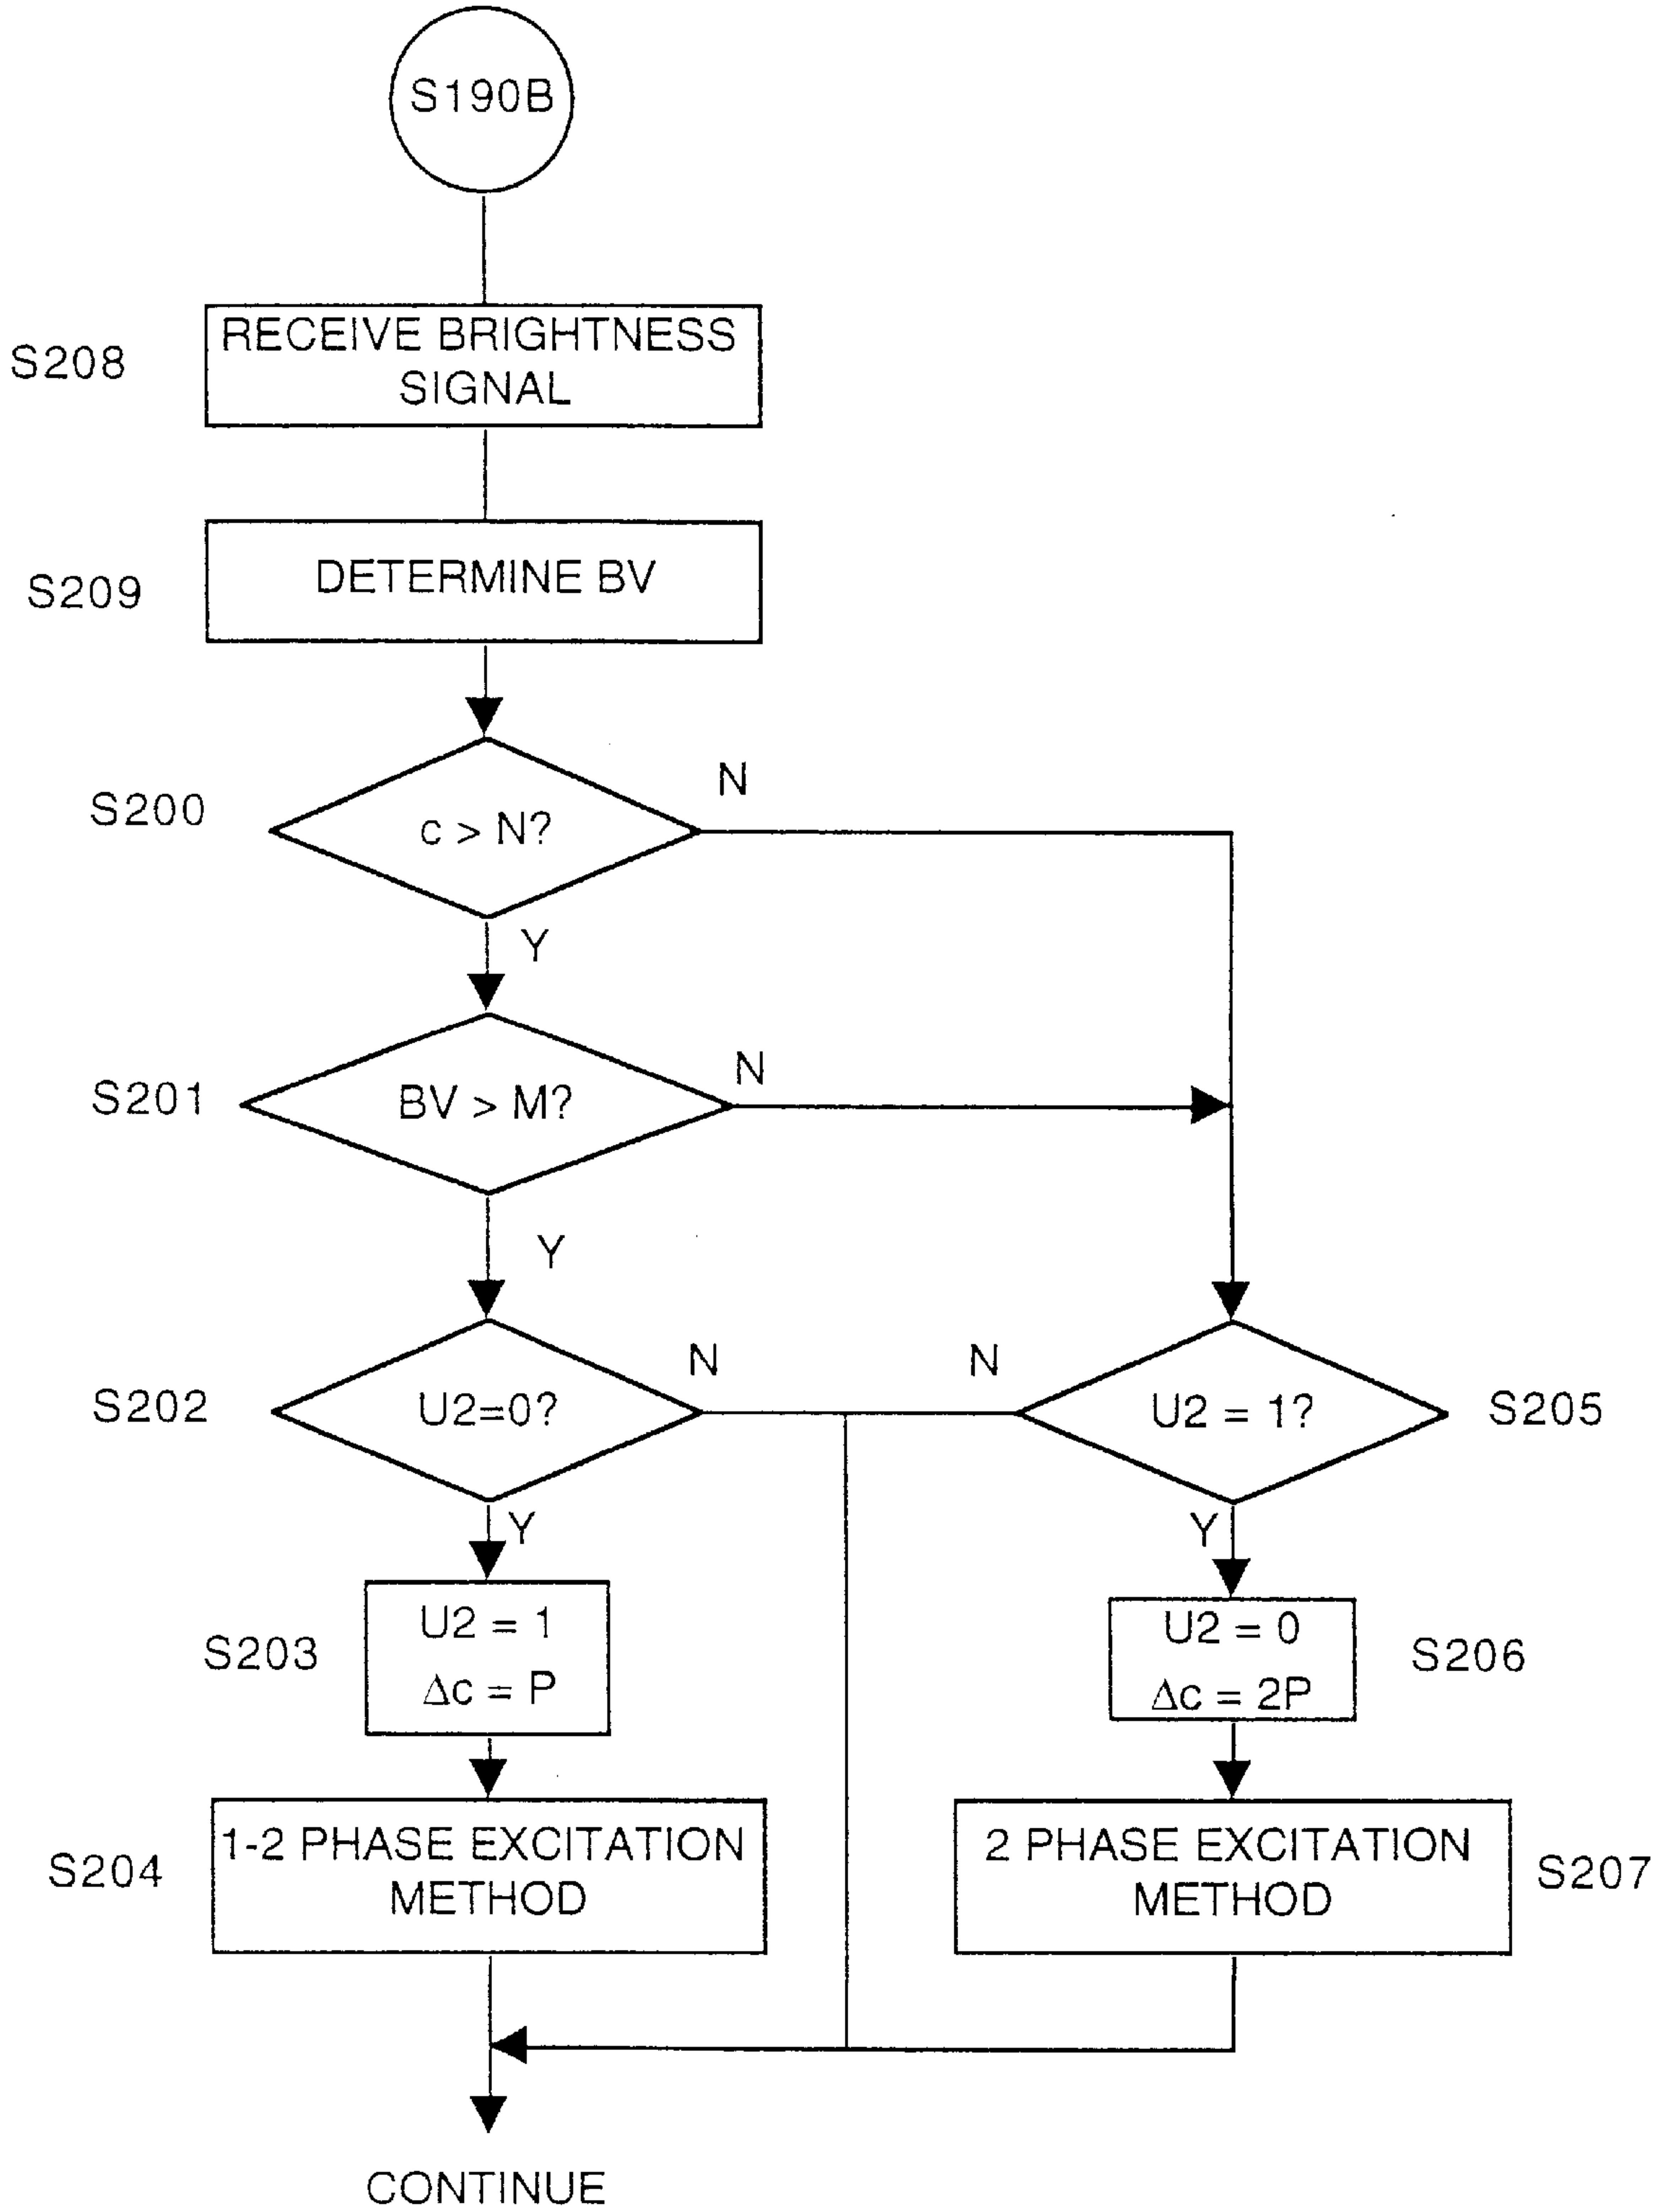 S190B
S208
RECEIVE BRIGHTNESS
SIGNAL
S209
DETERMINE BV
S200
c > N?
N
Y
S201
BV > M?
N
Y
S202
U2=0?
N
N
U2 = 1?
S205
Y
Y
S203
U2 = 1
Δc = P
U2 = 0
Δc = 2P
S206
S204
1-2 PHASE EXCITATION
METHOD
2 PHASE EXCITATION
METHOD
S207
CONTINUE